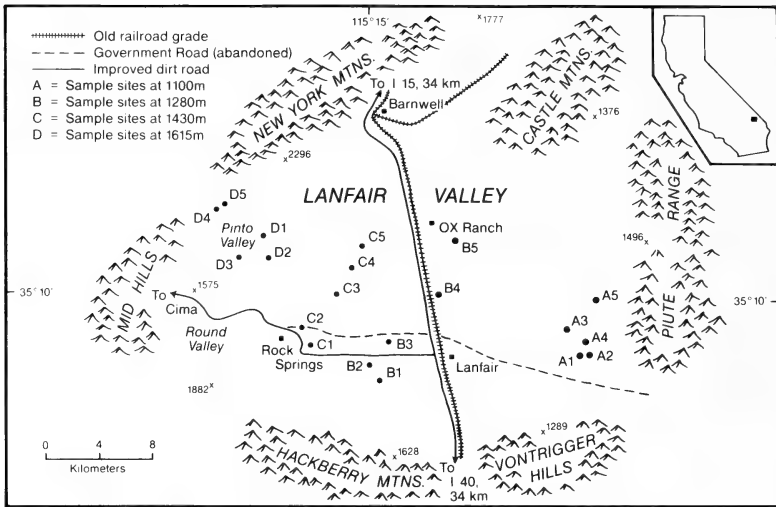 115°15'
x1777
Old railroad grade
Government Road (abandoned)
Improved dirt road
A = Sample sites at 1100m
B = Sample sites at 1280m
C = Sample sites at 1430m
D = Sample sites at 1615m
NEW YORK MTNS.
To I 15, 34 km
Barnwell
CASTLE MTNS.
x1376
x2296
LANFAIR VALLEY
D5
D4
Pinto
Valley
D1
D2
D3
C5
C4
C3
OX Ranch
B5
B4
1496x
PIUTE RANGE
MID HILLS
x1575
35°10'
35°10'
To
Cima
Round
Valley
C2
Rock
Springs
C1
B3
B2
B1
Lanfair
A5
A3
A4
A1
A2
1882x
0 4 8
Kilometers
HACKBERRY MTNS.
x1628
To
I 40,
34 km
x1289
VONTRIGGER
HILLS